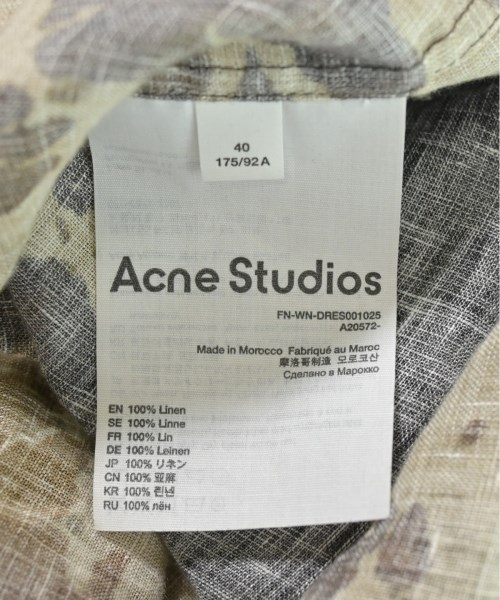 40
175/92A
Acne Studios
FN-WN-DRES001025
A20572-
Made in Morocco Fabriqué au Maroc
摩洛哥制造 모로코산
Сделано в Марокко
EN 100% Linen
SE 100% Linne
FR 100% Lin
DE 100% Leinen
JP 100% リネン
CN 100% 亚麻
KR 100% 린넨
RU 100% лён